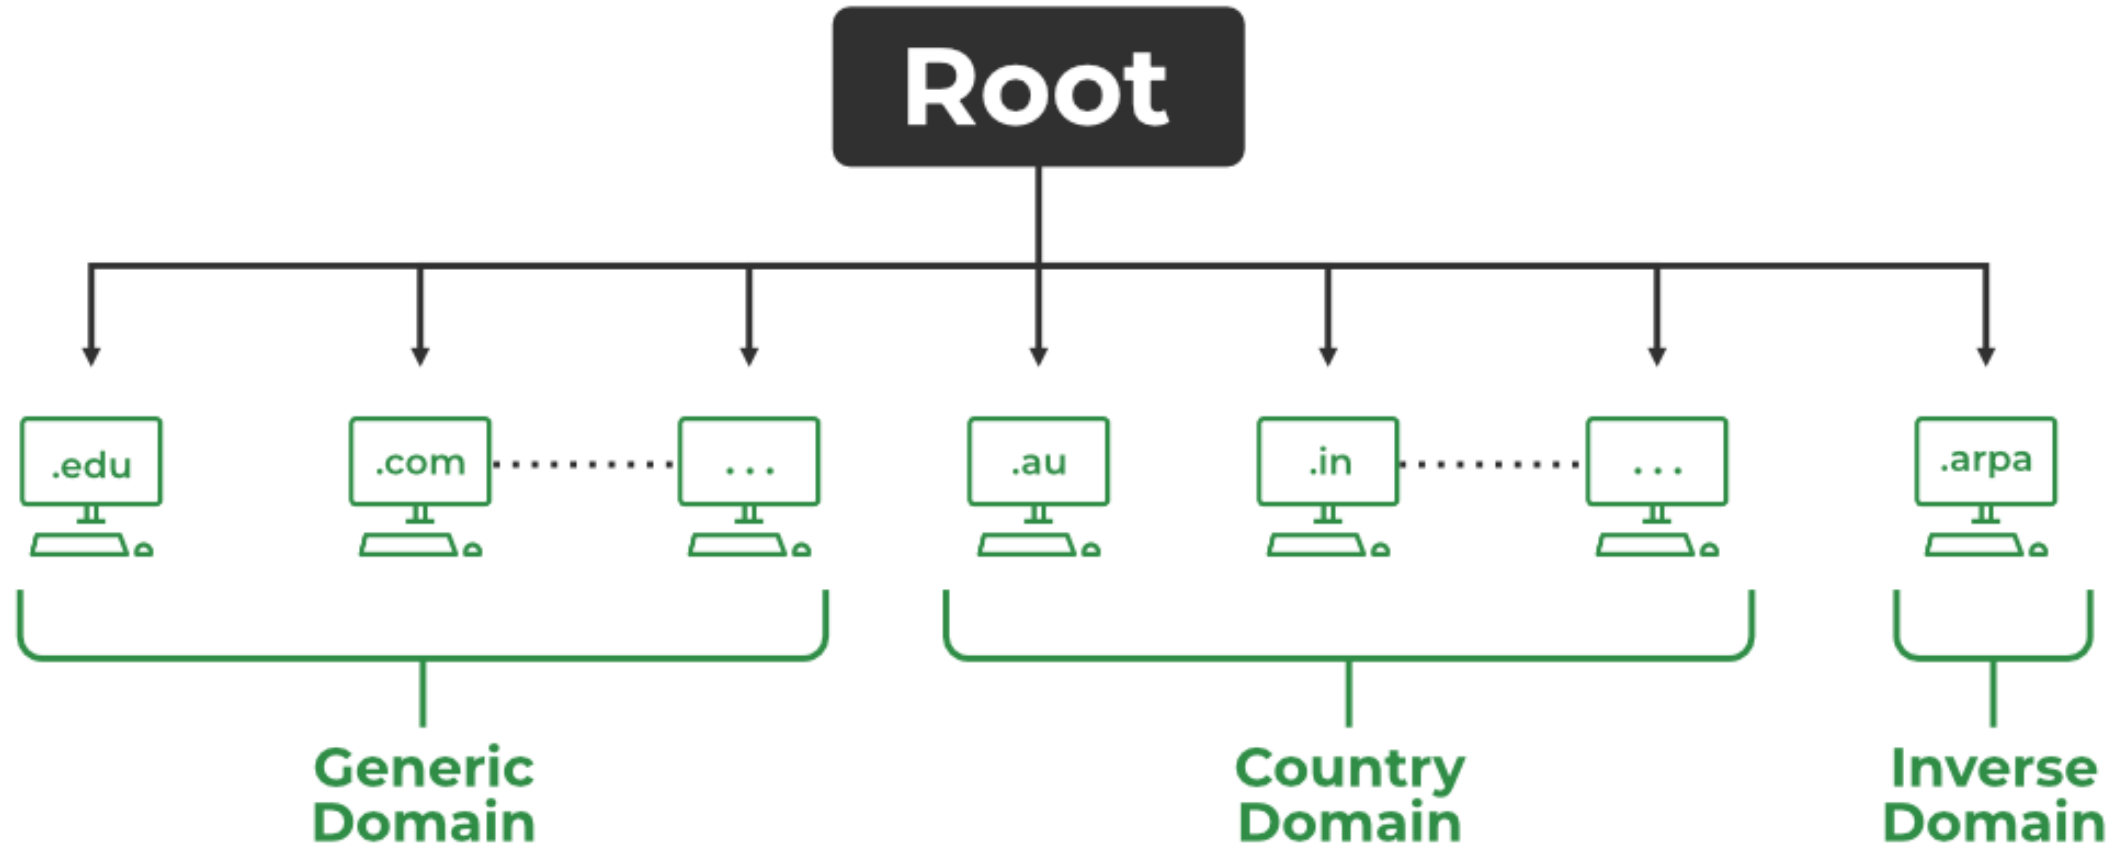 Root
.edu
.com
...
.au
.in
...
.arpa
Generic
Domain
Country
Domain
Inverse
Domain